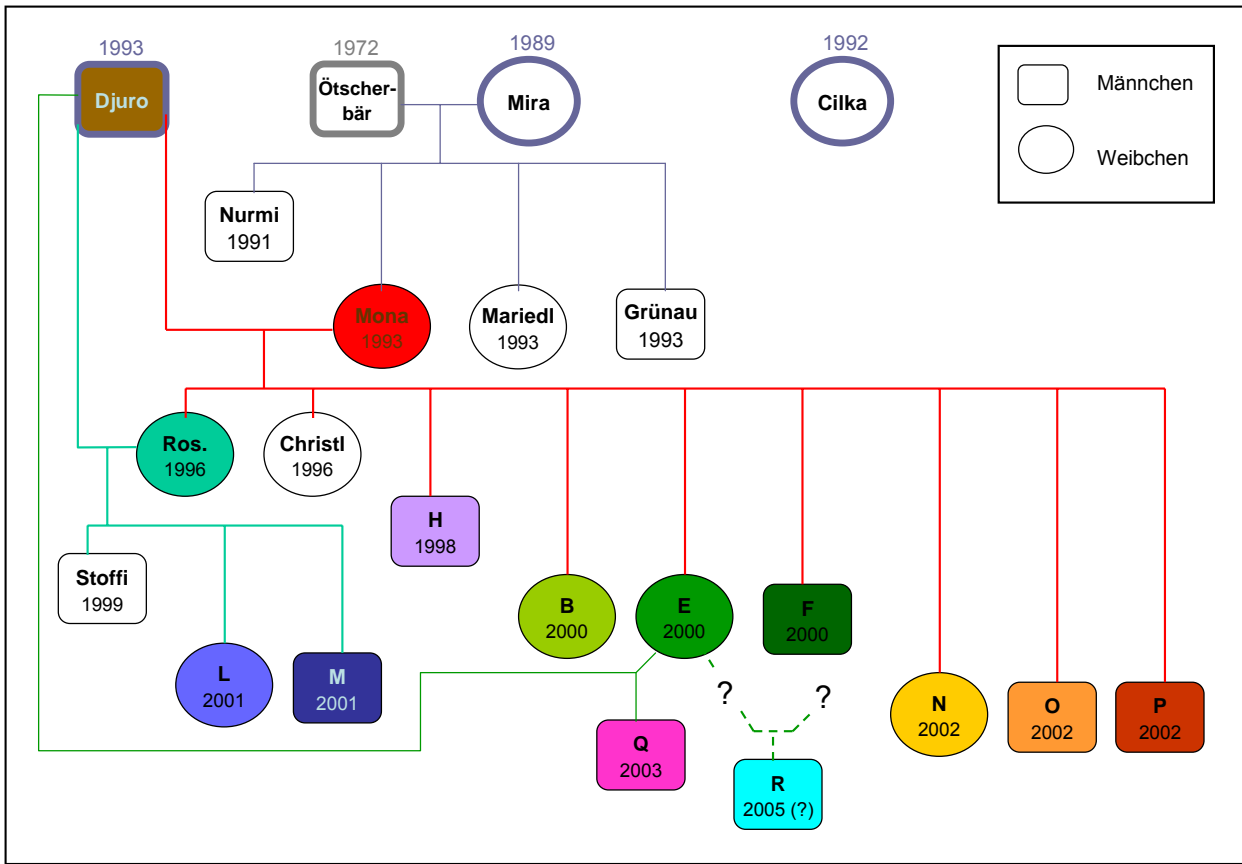 1993
1972
1989
1992
Djuro
Ötscher-
bär
Mira
Cilka
Männchen
Weibchen
Nurmi
1991
Mona
1993
Mariedl
1993
Grünau
1993
Ros.
1996
Christl
1996
H
1998
Stoffi
1999
B
2000
E
2000
F
2000
L
2001
M
2001
?
?
N
2002
O
2002
P
2002
Q
2003
R
2005 (?)